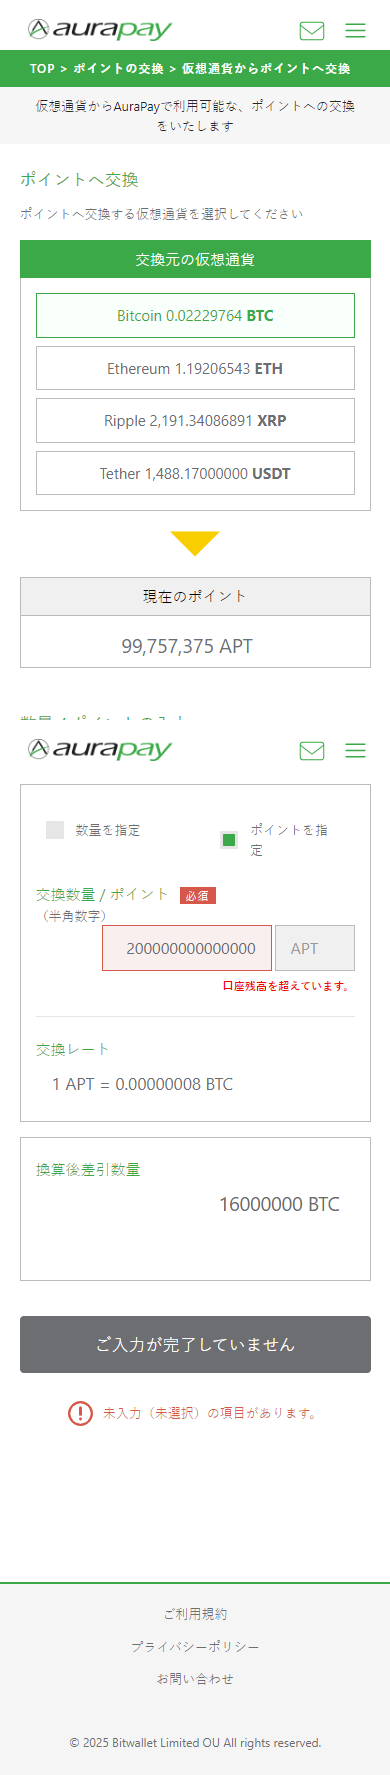 aurapay
TOP > ポイントの交換 > 仮想通貨からポイントへ交換
仮想通貨からAuraPayで利用可能な、ポイントへの交換
をいたします
ポイントへ交換
ポイントへ交換する仮想通貨を選択してください
交換元の仮想通貨
Bitcoin 0.02229764 BTC
Ethereum 1.19206543 ETH
Ripple 2,191.34086891 XRP
Tether 1,488.17000000 USDT
現在のポイント
99,757,375 APT
aurapay
数量を指定
ポイントを指
定
交換数量 / ポイント 必須
（半角数字）
200000000000000 APT
口座残高を超えています。
交換レート
1 APT = 0.00000008 BTC
換算後差引数量
16000000 BTC
ご入力が完了していません
未入力（未選択）の項目があります。
ご利用規約
プライバシーポリシー
お問い合わせ
© 2025 Bitwallet Limited OU All rights reserved.